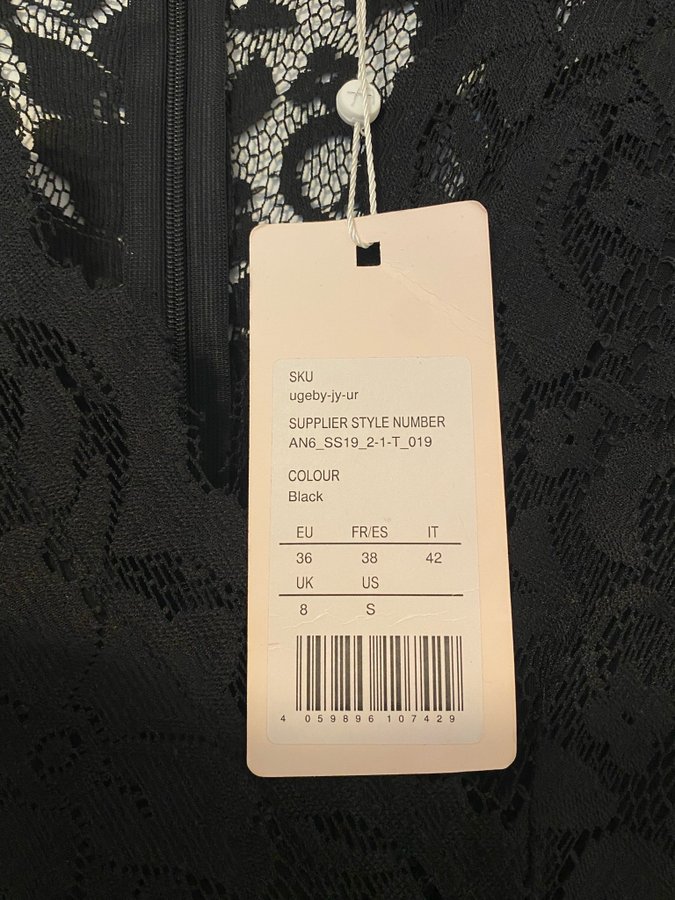 SKU
ugeby-jy-ur
SUPPLIER STYLE NUMBER
AN6_SS19_2-1-T_019
COLOUR
Black
EU FR/ES IT
36 38 42
UK US
8 S
4 059896 107429